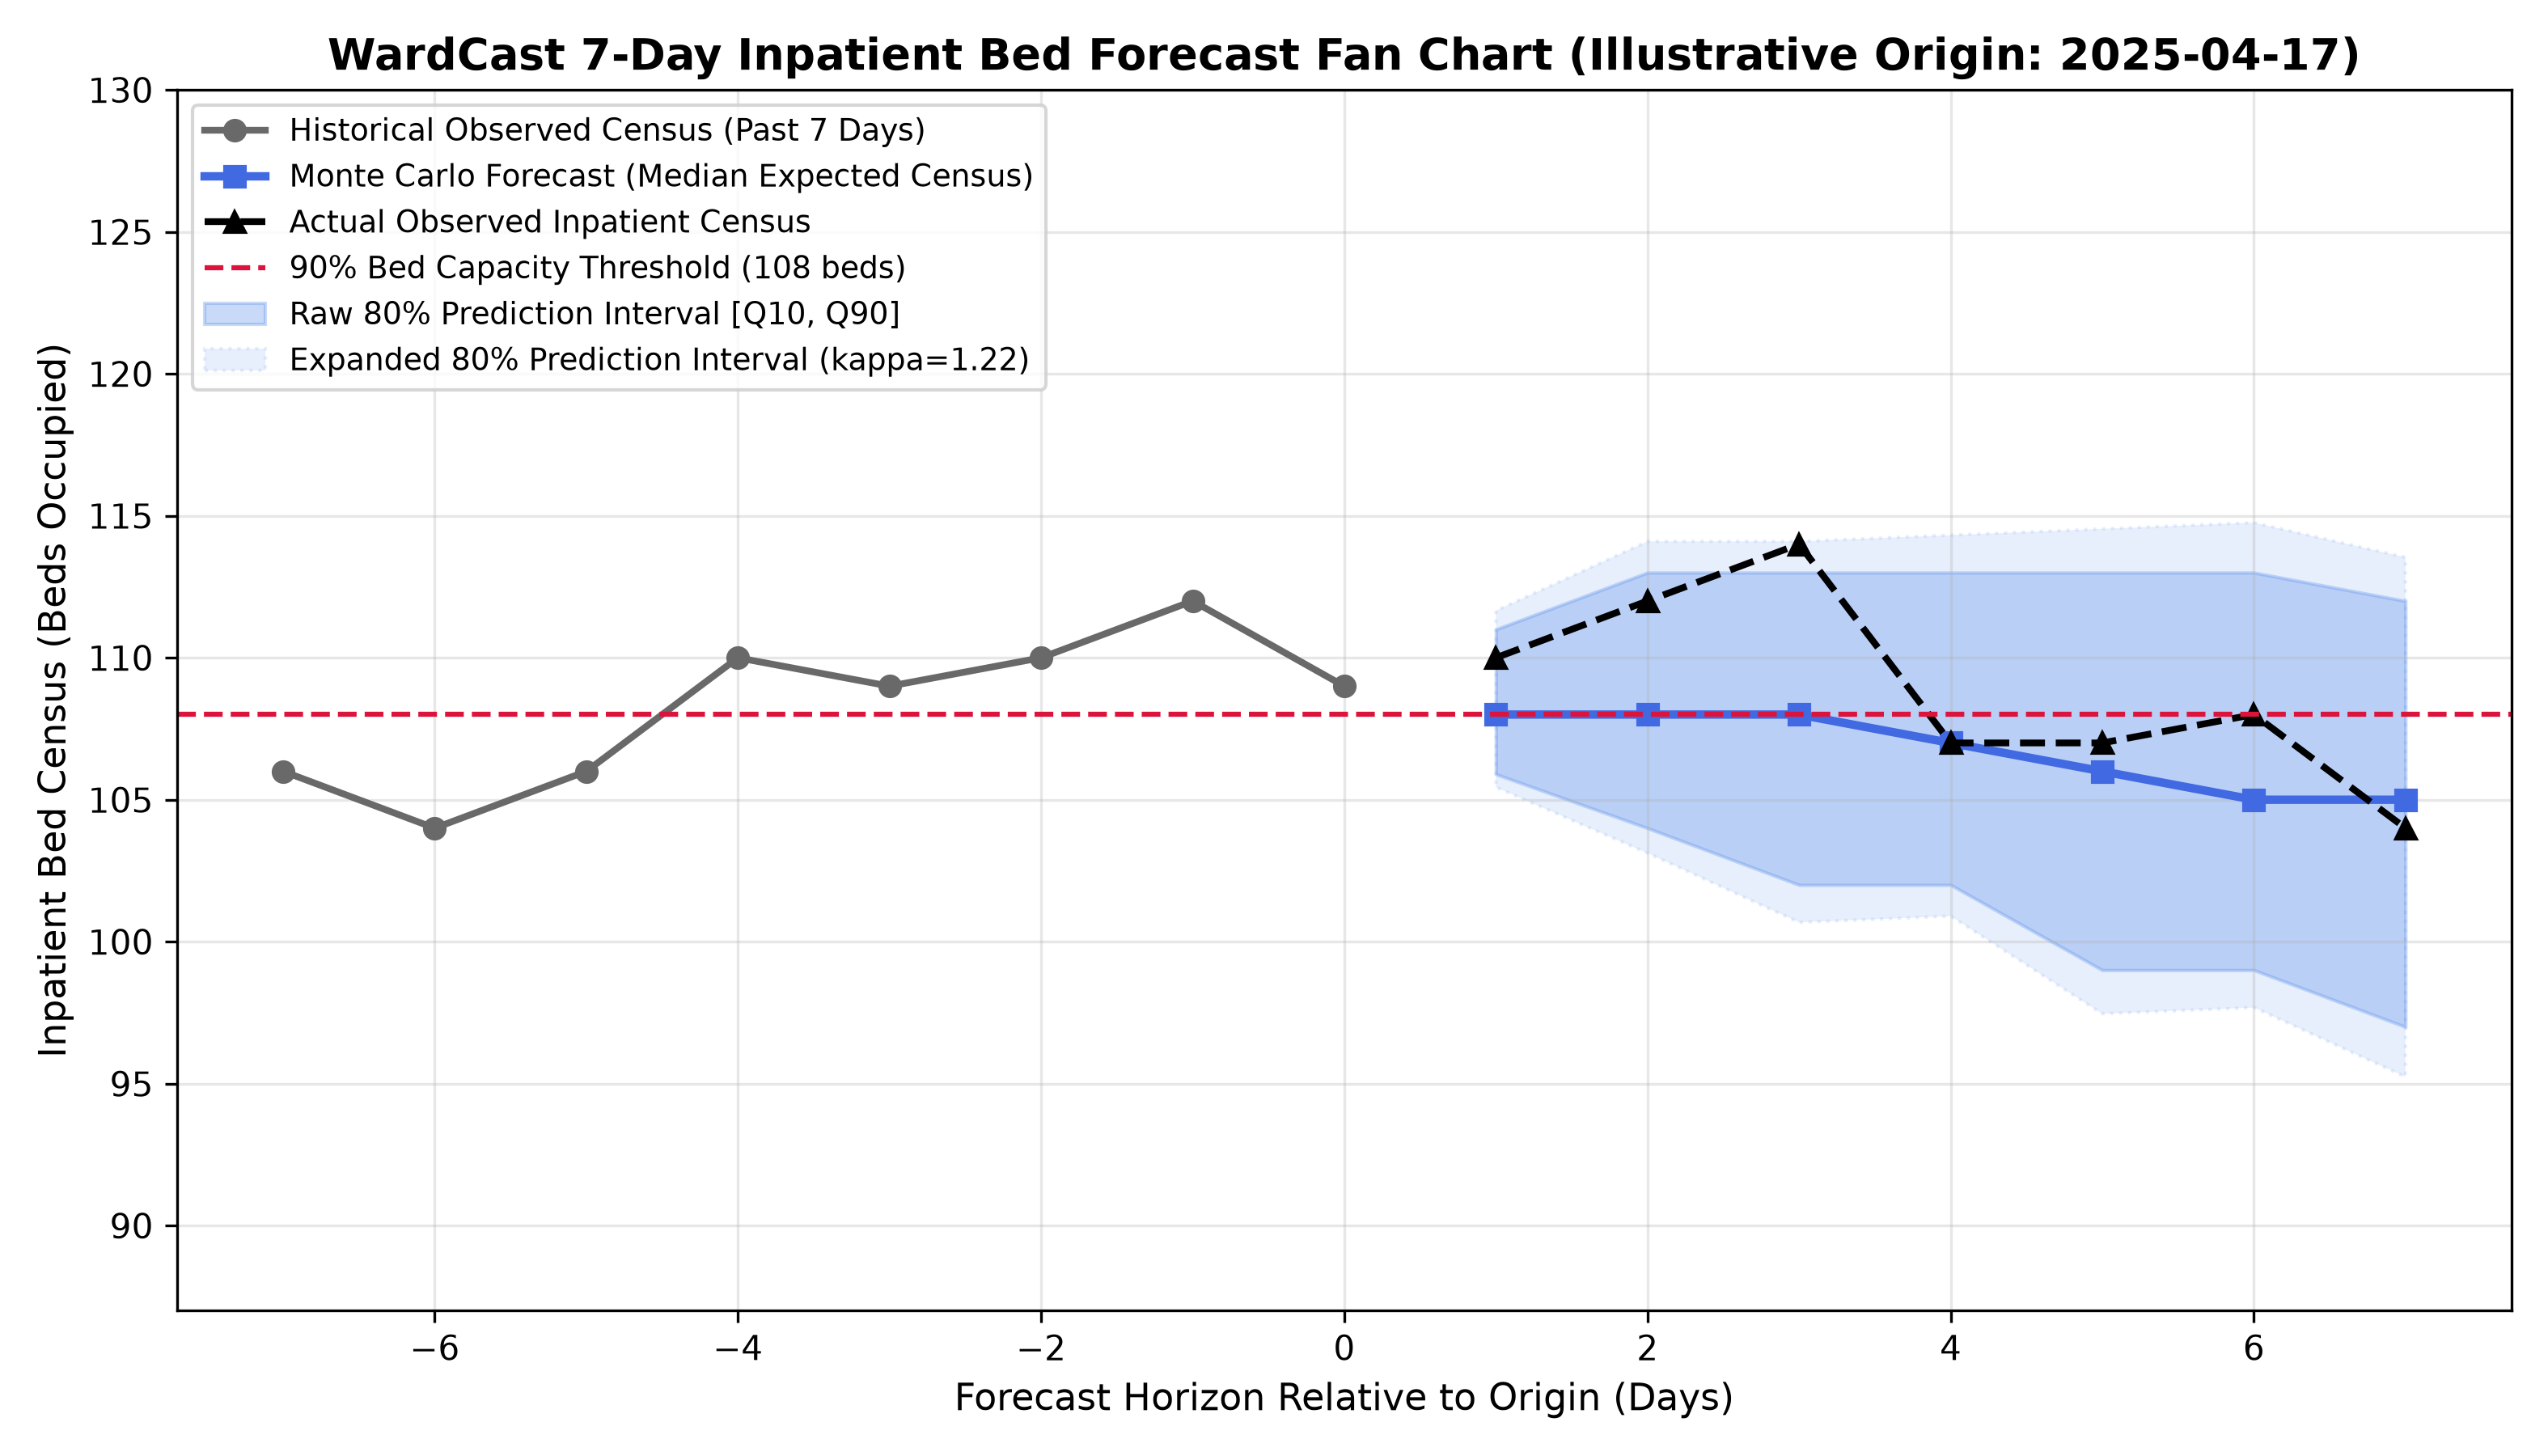 WardCast 7-Day Inpatient Bed Forecast Fan Chart (Illustrative Origin: 2025-04-17)
Historical Observed Census (Past 7 Days)
Monte Carlo Forecast (Median Expected Census)
Actual Observed Inpatient Census
90% Bed Capacity Threshold (108 beds)
Raw 80% Prediction Interval [Q10, Q90]
Expanded 80% Prediction Interval (kappa=1.22)
Inpatient Bed Census (Beds Occupied)
130
125
120
115
110
105
100
95
90
−6 −4 −2 0 2 4 6
Forecast Horizon Relative to Origin (Days)